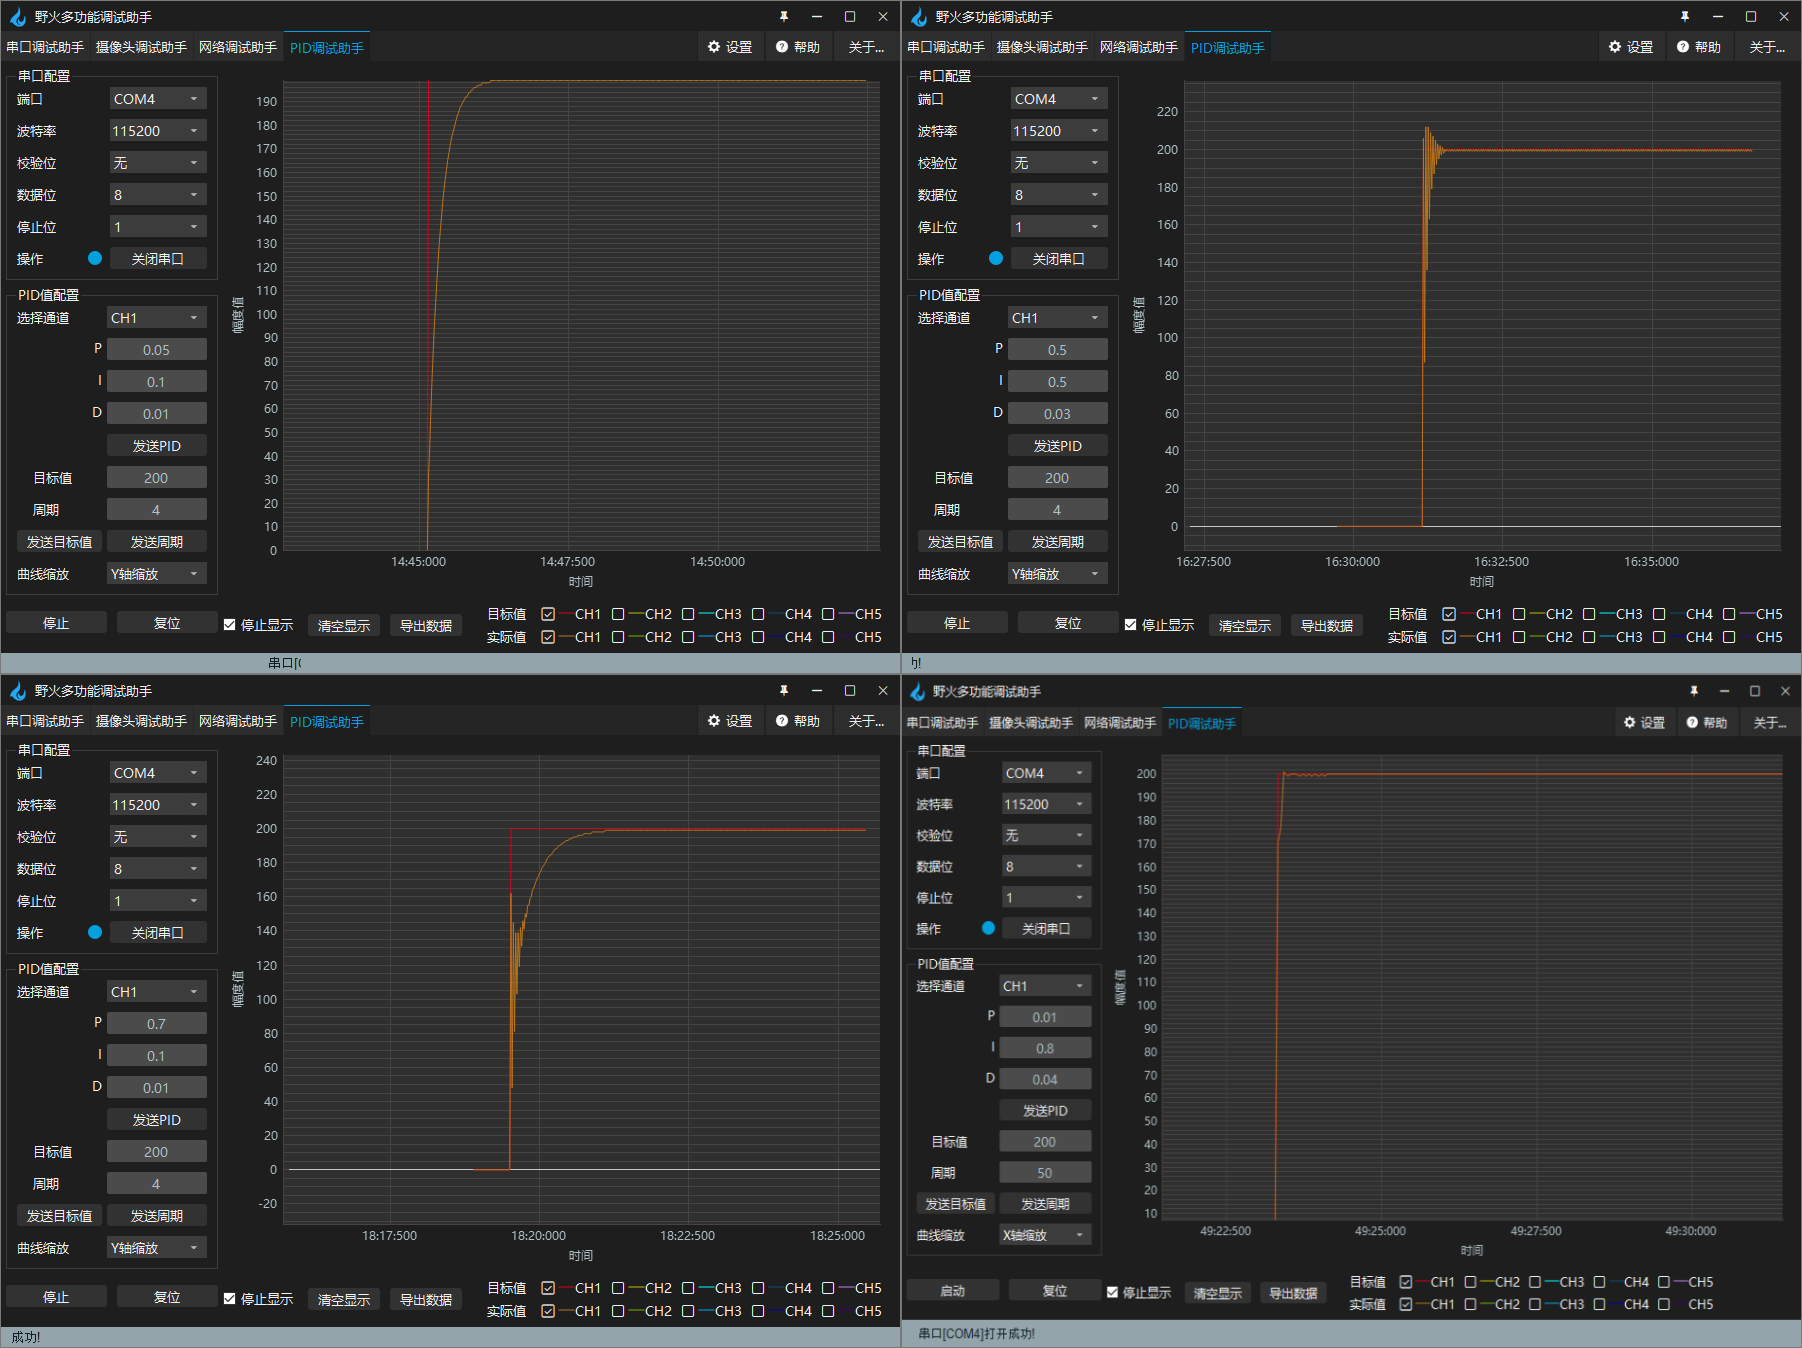 野火多功能调试助手
串口调试助手 摄像头调试助手 网络调试助手 PID调试助手 设置 帮助 关于...
串口配置
端口 COM4
波特率 115200
校验位 无
数据位 8
停止位 1
操作 关闭串口
PID值配置
选择通道 CH1
P 0.05
I 0.1
D 0.01
发送PID
目标值 200
周期 4
发送目标值 发送周期
曲线缩放 Y轴缩放
190
180
170
160
150
140
130
120
110
100
90
80
70
60
50
40
30
20
10
0
幅度值
14:45:000 14:47:500 14:50:000
时间
停止 复位 停止显示 清空显示 导出数据
目标值 CH1 CH2 CH3 CH4 CH5
实际值 CH1 CH2 CH3 CH4 CH5
串口[
野火多功能调试助手
串口调试助手 摄像头调试助手 网络调试助手 PID调试助手 设置 帮助 关于...
串口配置
端口 COM4
波特率 115200
校验位 无
数据位 8
停止位 1
操作 关闭串口
PID值配置
选择通道 CH1
P 0.5
I 0.5
D 0.03
发送PID
目标值 200
周期 4
发送目标值 发送周期
曲线缩放 Y轴缩放
220
200
180
160
140
120
100
80
60
40
20
0
幅度值
16:27:500 16:30:000 16:32:500 16:35:000
时间
停止 复位 停止显示 清空显示 导出数据
目标值 CH1 CH2 CH3 CH4 CH5
实际值 CH1 CH2 CH3 CH4 CH5
野火多功能调试助手
串口调试助手 摄像头调试助手 网络调试助手 PID调试助手 设置 帮助 关于...
串口配置
端口 COM4
波特率 115200
校验位 无
数据位 8
停止位 1
操作 关闭串口
PID值配置
选择通道 CH1
P 0.7
I 0.1
D 0.01
发送PID
目标值 200
周期 4
发送目标值 发送周期
曲线缩放 Y轴缩放
240
220
200
180
160
140
120
100
80
60
40
20
0
-20
幅度值
18:17:500 18:20:000 18:22:500 18:25:000
时间
停止 复位 停止显示 清空显示 导出数据
目标值 CH1 CH2 CH3 CH4 CH5
实际值 CH1 CH2 CH3 CH4 CH5
成功!
野火多功能调试助手
串口调试助手 摄像头调试助手 网络调试助手 PID调试助手 设置 帮助 关于...
串口配置
端口 COM4
波特率 115200
校验位 无
数据位 8
停止位 1
操作 关闭串口
PID值配置
选择通道 CH1
P 0.01
I 0.8
D 0.04
发送PID
目标值 200
周期 50
发送目标值 发送周期
曲线缩放 X轴缩放
200
190
180
170
160
150
140
130
120
110
100
90
80
70
60
50
40
30
20
10
幅度值
49:22:500 49:25:000 49:27:500 49:30:000
时间
启动 复位 停止显示 清空显示 导出数据
目标值 CH1 CH2 CH3 CH4 CH5
实际值 CH1 CH2 CH3 CH4 CH5
串口[COM4]打开成功!